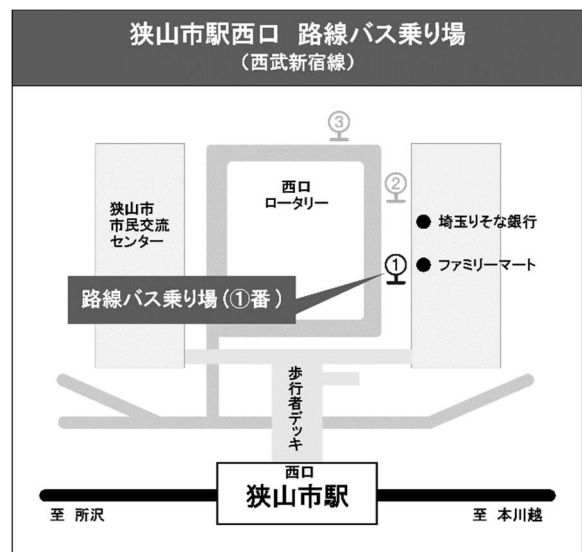 狭山市駅西口 路線バス乗り場
（西武新宿線）
③
②
①
狭山市
市民交流
センター
西口
ロータリー
埼玉りそな銀行
ファミリーマート
路線バス乗り場（①番）
歩行者デッキ
西口
狭山市駅
至 所沢
至 本川越